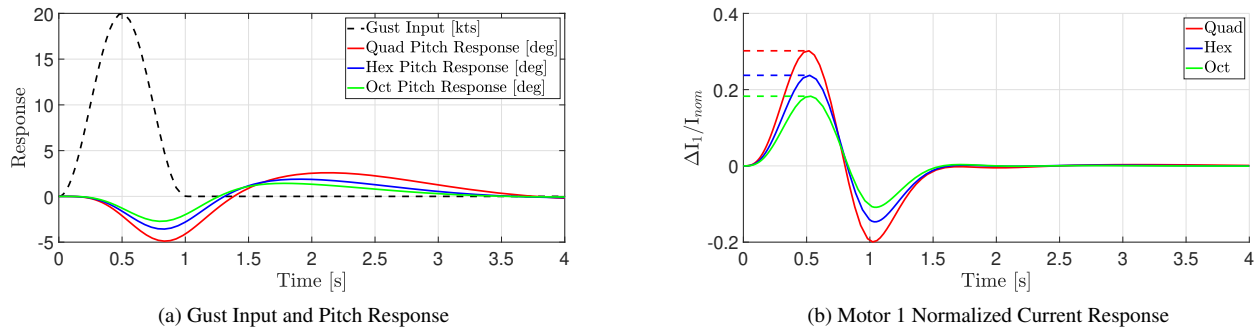 Gust Input [kts]
Quad Pitch Response [deg]
Hex Pitch Response [deg]
Oct Pitch Response [deg]
Response
20
15
10
5
0
-5
0 0.5 1 1.5 2 2.5 3 3.5 4
Time [s]
(a) Gust Input and Pitch Response
Quad
Hex
Oct
ΔI₁/Iₙₒₘ
0.4
0.2
0
-0.2
0 0.5 1 1.5 2 2.5 3 3.5 4
Time [s]
(b) Motor 1 Normalized Current Response